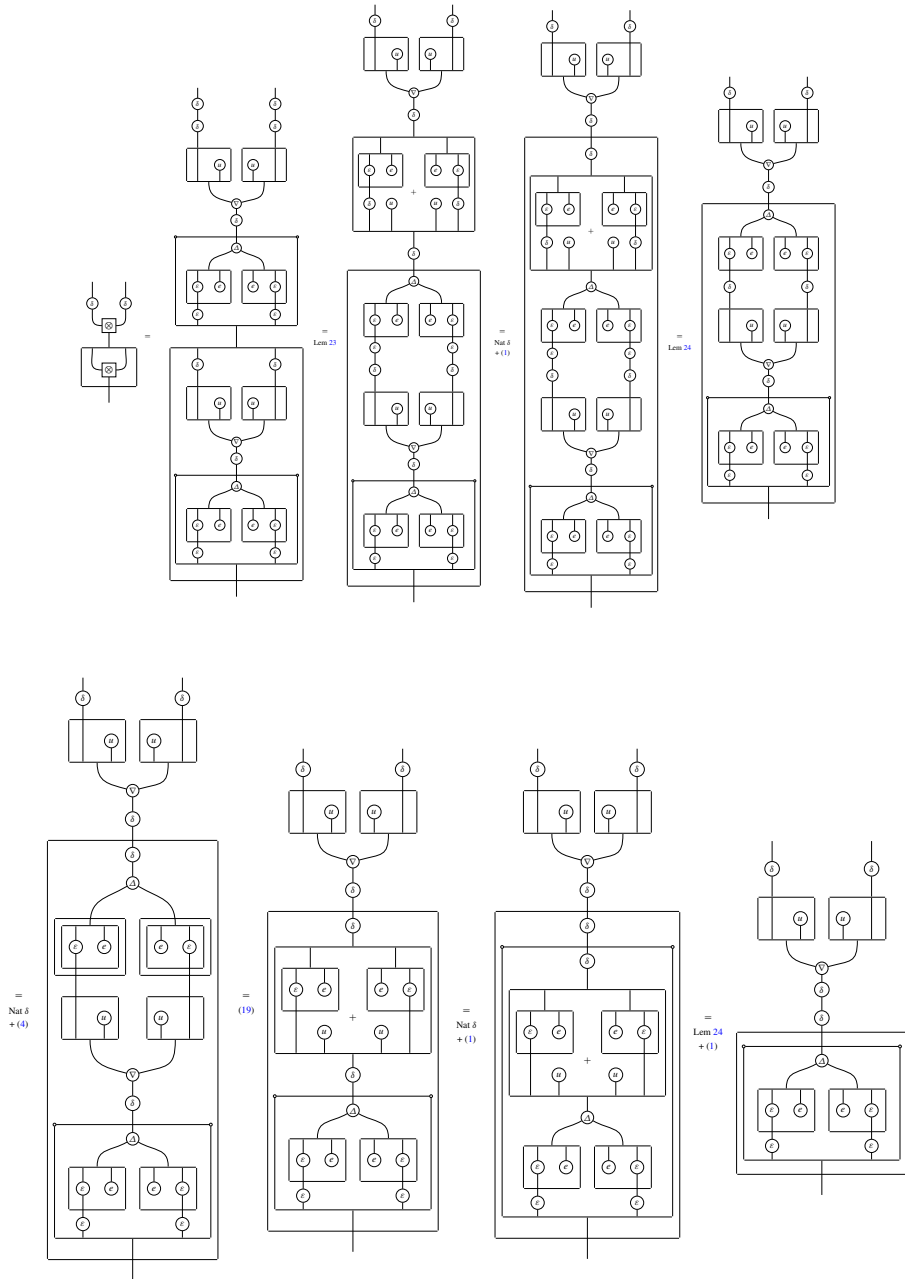 δ δ
⊗
⊗
=
δ δ
δ δ
u u
∇
δ
Δ
ε e e ε
ε ε
δ δ
u u
∇
δ
Δ
ε e e ε
ε ε
=
Lem 23
δ δ
u u
∇
δ
ε e e ε
+
δ u u δ
δ
Δ
ε e e ε
ε ε
δ δ
u u
∇
δ
Δ
ε e e ε
ε ε
=
Nat δ
+ (1)
δ δ
u u
∇
δ
δ
ε e e ε
+
δ u u δ
Δ
ε e e ε
ε ε
δ δ
u u
∇
δ
Δ
ε e e ε
ε ε
=
Lem 24
δ δ
u u
∇
δ
Δ
ε e e ε
δ δ
u u
∇
δ
Δ
ε e e ε
ε ε
=
Nat δ
+ (4)
δ δ
u u
∇
δ
δ
Δ
ε e e ε
u u
∇
δ
Δ
ε e e ε
ε ε
=
(19)
δ δ
u u
∇
δ
δ
ε e e ε
+
u u
δ
Δ
ε e e ε
ε ε
=
Nat δ
+ (1)
δ δ
u u
∇
δ
δ
δ
ε e e ε
+
u u
Δ
ε e e ε
ε ε
=
Lem 24
+ (1)
δ δ
u u
∇
δ
δ
Δ
ε e e ε
ε ε